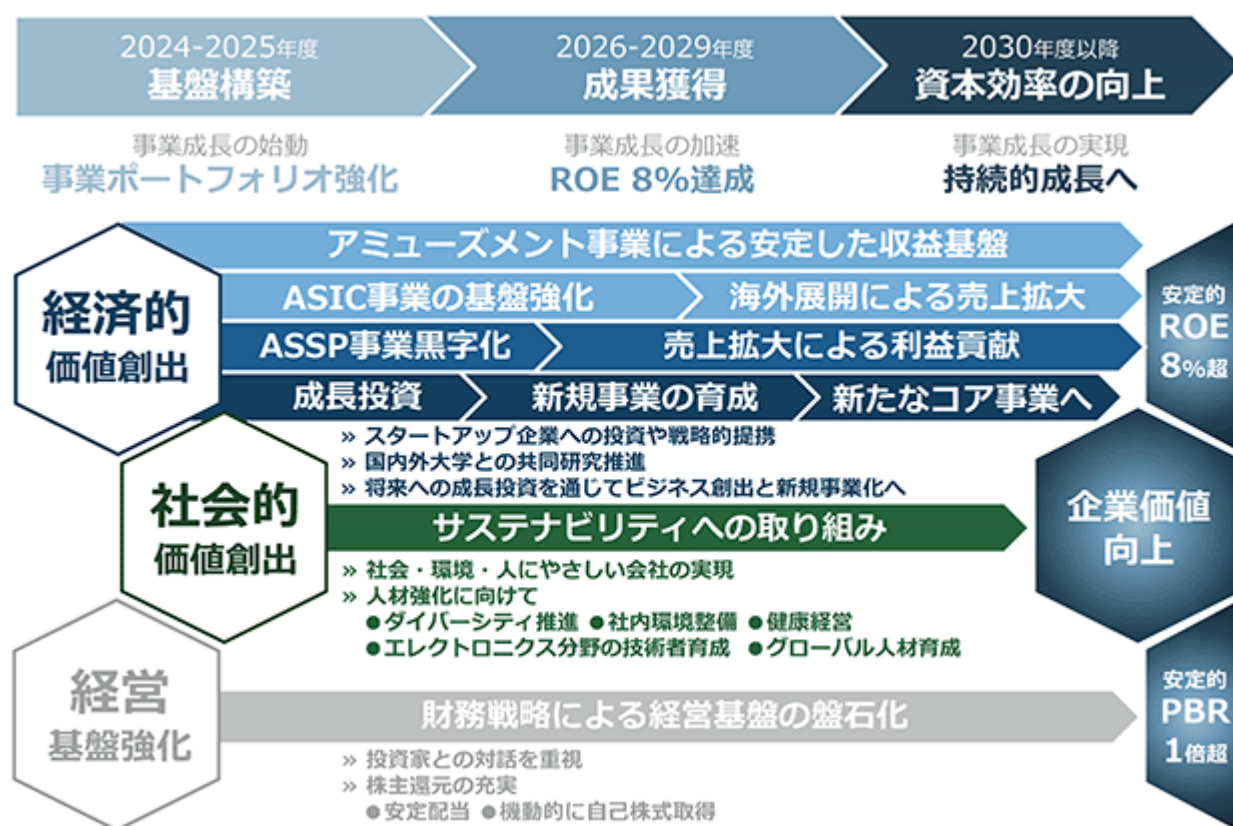 2024-2025年度
基盤構築
2026-2029年度
成果獲得
2030年度以降
資本効率の向上
事業成長の始動
事業ポートフォリオ強化
事業成長の加速
ROE 8%達成
事業成長の実現
持続的成長へ
経済的
価値創出
アミューズメント事業による安定した収益基盤
ASIC事業の基盤強化
海外展開による売上拡大
ASSP事業黒字化
売上拡大による利益貢献
成長投資
新規事業の育成
新たなコア事業へ
» スタートアップ企業への投資や戦略的提携
» 国内外大学との共同研究推進
» 将来への成長投資を通じてビジネス創出と新規事業化へ
安定的
ROE
8%超
社会的
価値創出
サステナビリティへの取り組み
» 社会・環境・人にやさしい会社の実現
» 人材強化に向けて
●ダイバーシティ推進 ●社内環境整備 ●健康経営
●エレクトロニクス分野の技術者育成 ●グローバル人材育成
企業価値
向上
経営
基盤強化
財務戦略による経営基盤の盤石化
» 投資家との対話を重視
» 株主還元の充実
●安定配当 ●機動的に自己株式取得
安定的
PBR
1倍超